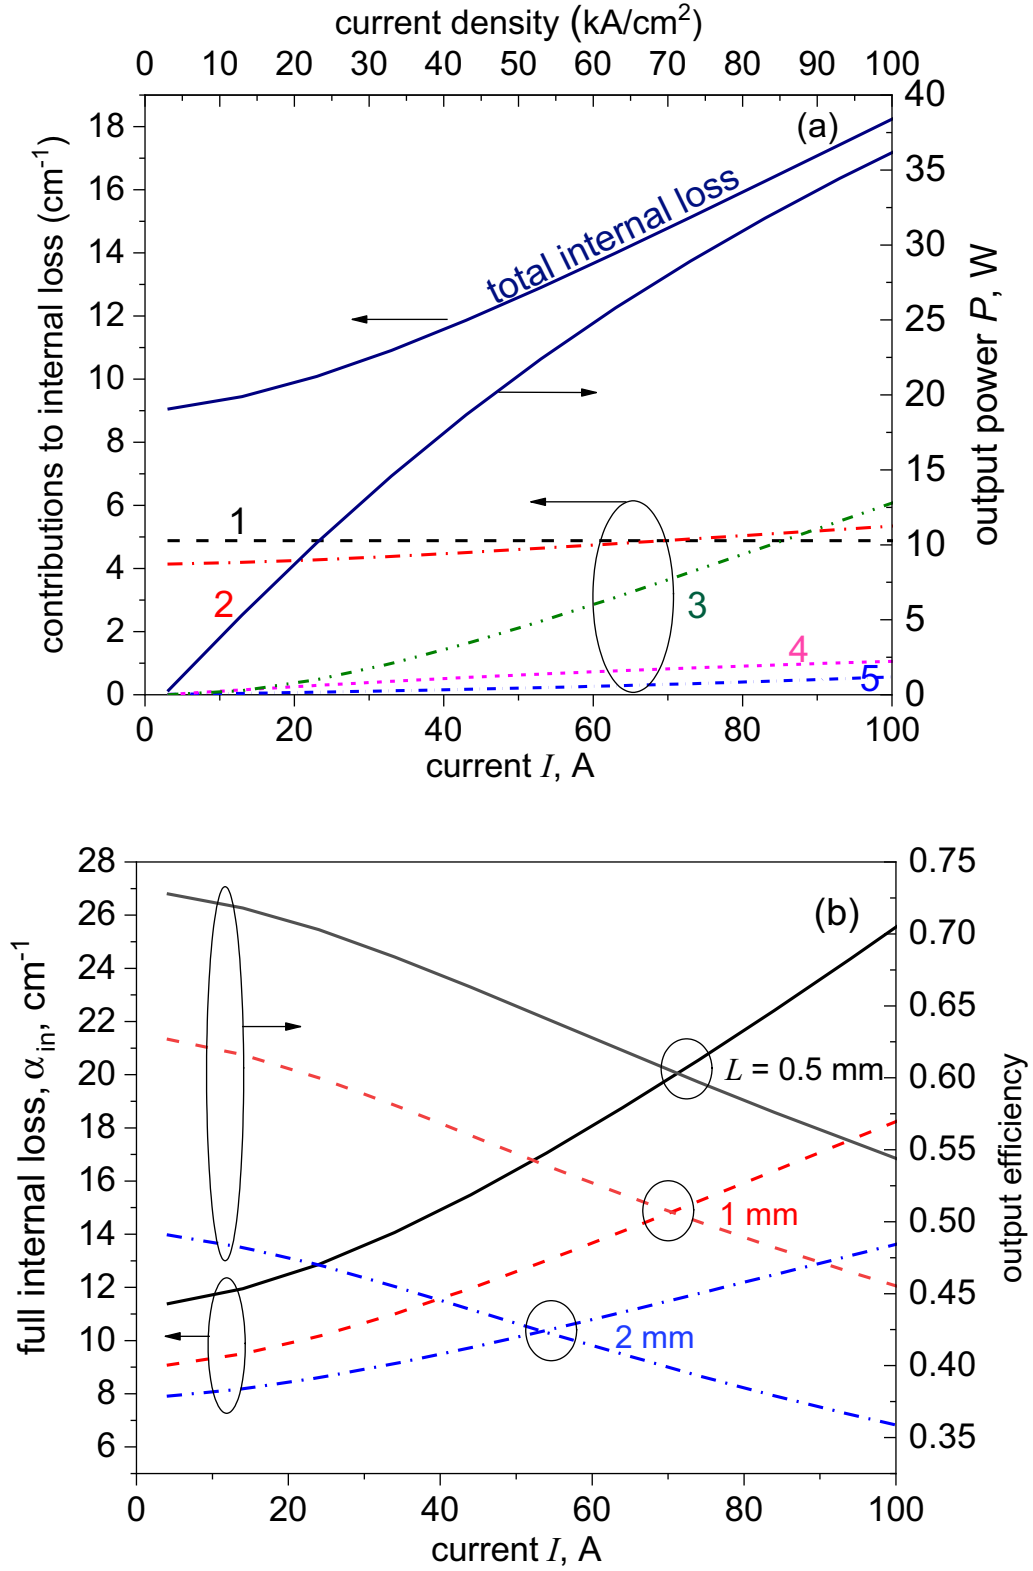 current density (kA/cm²)
0 10 20 30 40 50 60 70 80 90 100
contributions to internal loss (cm⁻¹)
18
16
14
12
10
8
6
4
2
0
(a)
total internal loss
1
2
3
4
5
40
35
30
25
20
15
10
5
0
output power P, W
0 20 40 60 80 100
current I, A
full internal loss, αᵢₙ, cm⁻¹
28
26
24
22
20
18
16
14
12
10
8
6
(b)
L = 0.5 mm
1 mm
2 mm
0.75
0.70
0.65
0.60
0.55
0.50
0.45
0.40
0.35
output efficiency
0 20 40 60 80 100
current I, A